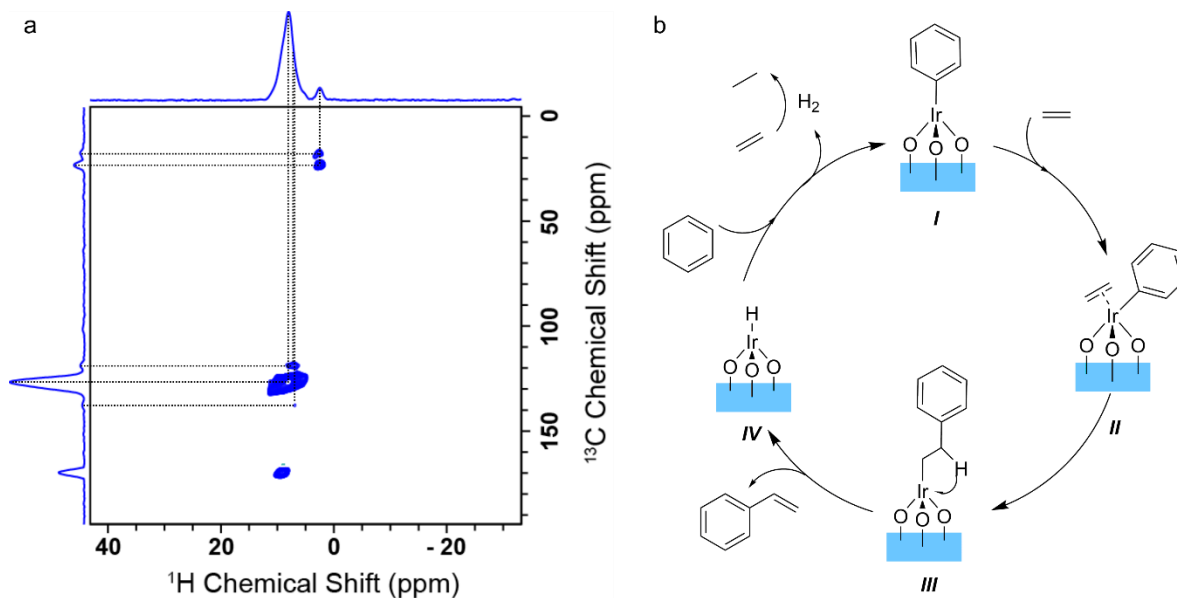 a
0
50
100
150
¹³C Chemical Shift (ppm)
40
20
0
- 20
¹H Chemical Shift (ppm)
b
H₂
Ir
O
O
O
I
Ir
O
O
O
II
H
Ir
O
O
O
III
H
Ir
O
O
O
IV